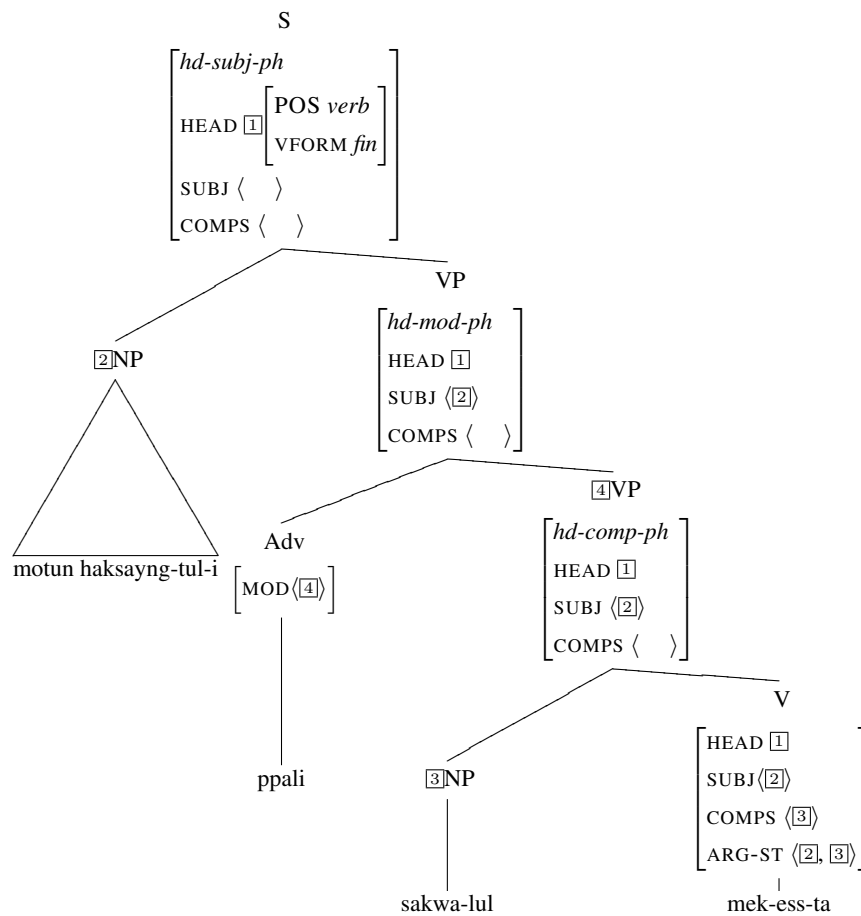 S
hd-subj-ph
HEAD 1 POS verb
VFORM fin
SUBJ ⟨ ⟩
COMPS ⟨ ⟩
2NP
motun haksayng-tul-i
VP
hd-mod-ph
HEAD 1
SUBJ ⟨2⟩
COMPS ⟨ ⟩
Adv
MOD⟨4⟩
ppali
4VP
hd-comp-ph
HEAD 1
SUBJ ⟨2⟩
COMPS ⟨ ⟩
3NP
sakwa-lul
V
HEAD 1
SUBJ⟨2⟩
COMPS ⟨3⟩
ARG-ST ⟨2, 3⟩
mek-ess-ta